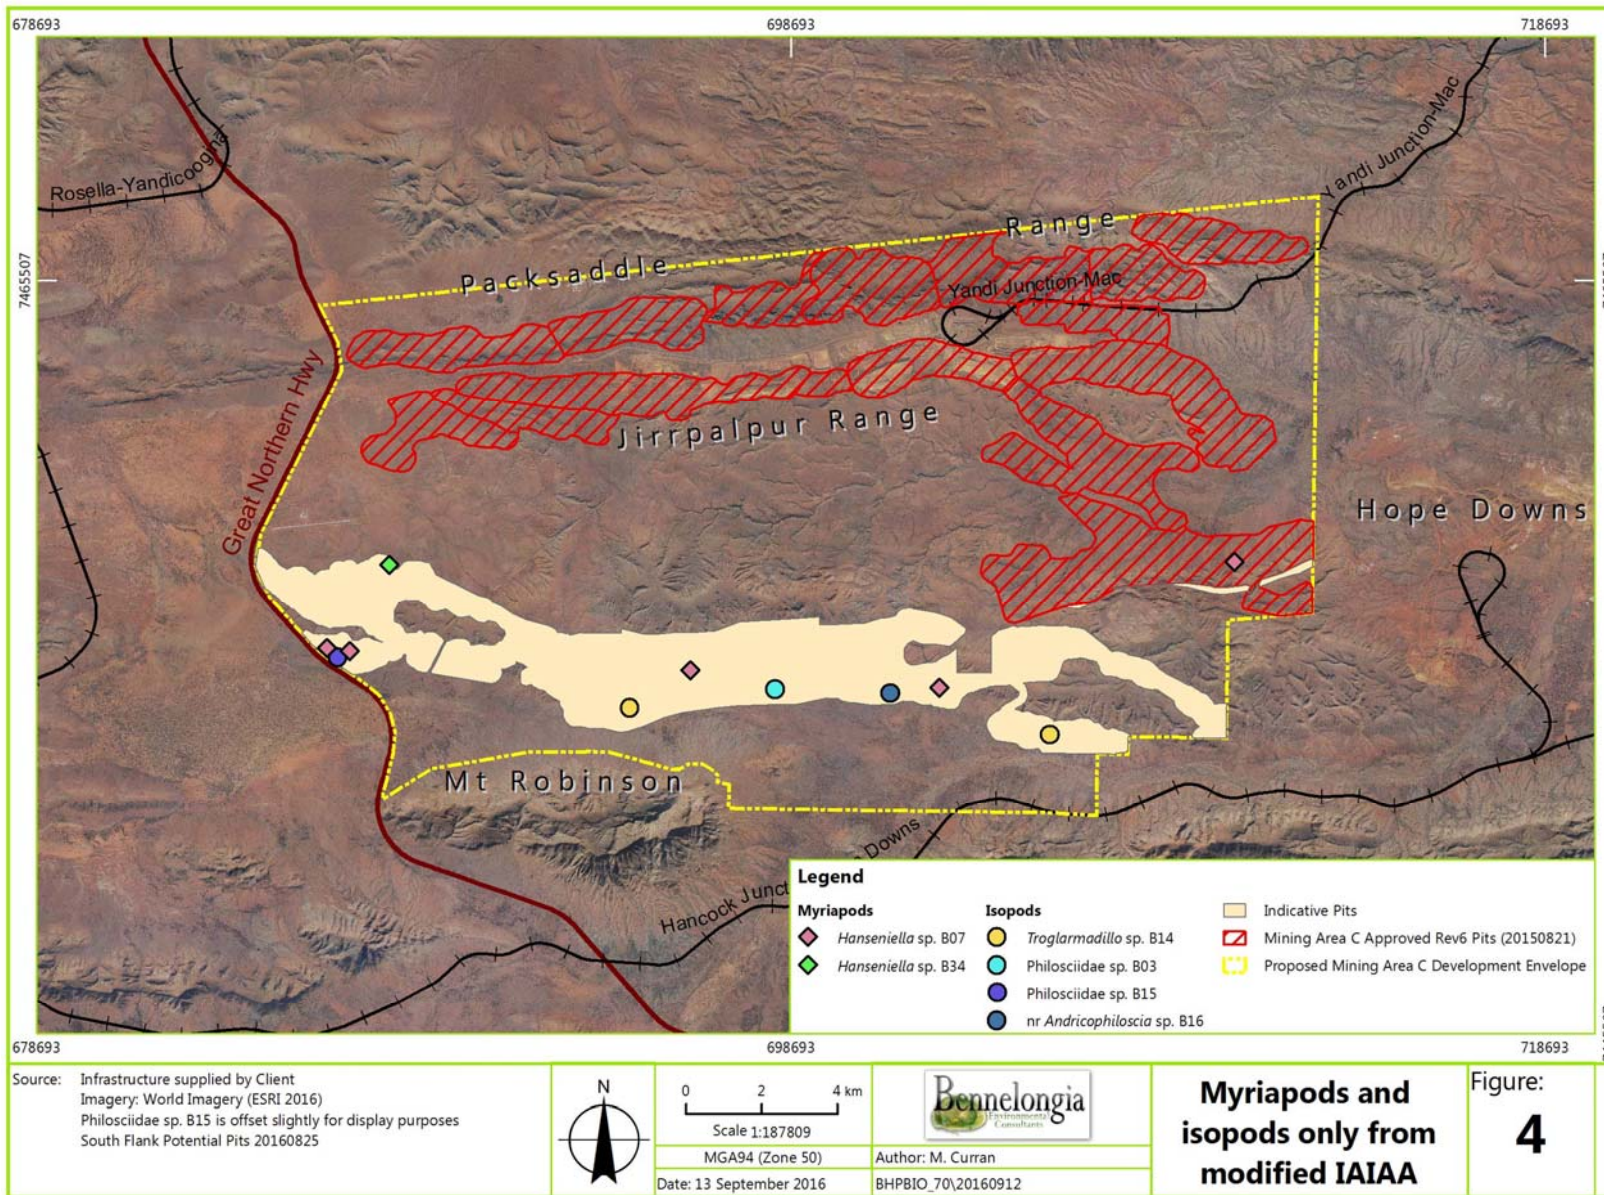 678693
698693
718693
7465507
Rosella-Yandicoogina
Yandi Junction-Mac
Packsaddle Range
Yandi Junction-Mac
Great Northern Hwy
Jirrpalpur Range
Hope Downs
Mt Robinson
Hancock Junct
Downs
Legend
Myriapods
Hanseniella sp. B07
Hanseniella sp. B34
Isopods
Troglarmadillo sp. B14
Philosciidae sp. B03
Philosciidae sp. B15
nr Andricophiloscia sp. B16
Indicative Pits
Mining Area C Approved Rev6 Pits (20150821)
Proposed Mining Area C Development Envelope
678693
698693
718693
Source: Infrastructure supplied by Client
Imagery: World Imagery (ESRI 2016)
Philosciidae sp. B15 is offset slightly for display purposes
South Flank Potential Pits 20160825
N
0 2 4 km
Scale 1:187809
MGA94 (Zone 50)
Date: 13 September 2016
Bennelongia
Environmental
Consultants
Author: M. Curran
BHPBIO_70\20160912
Myriapods and
isopods only from
modified IAIAA
Figure:
4